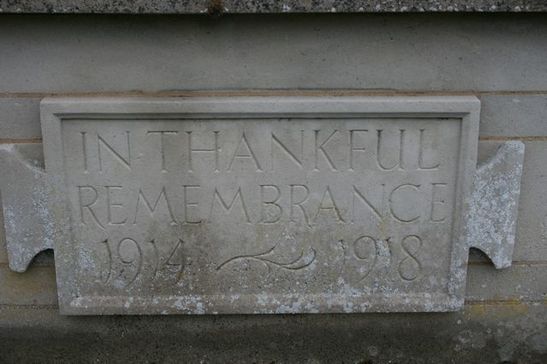 IN THANKFUL
REMEMBRANCE
1914 1918